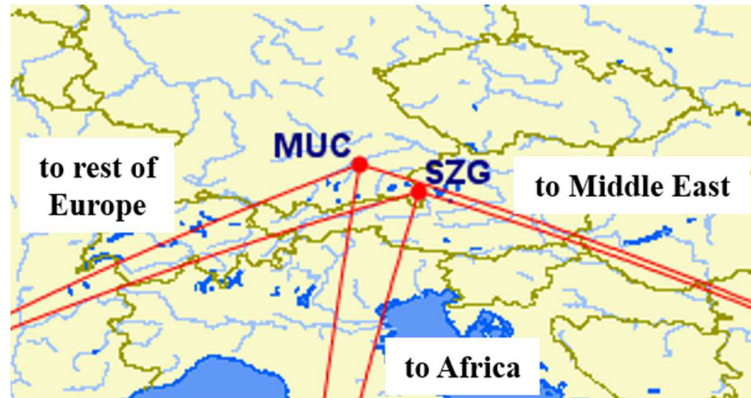 MUC
SZG
to rest of
Europe
to Middle East
to Africa